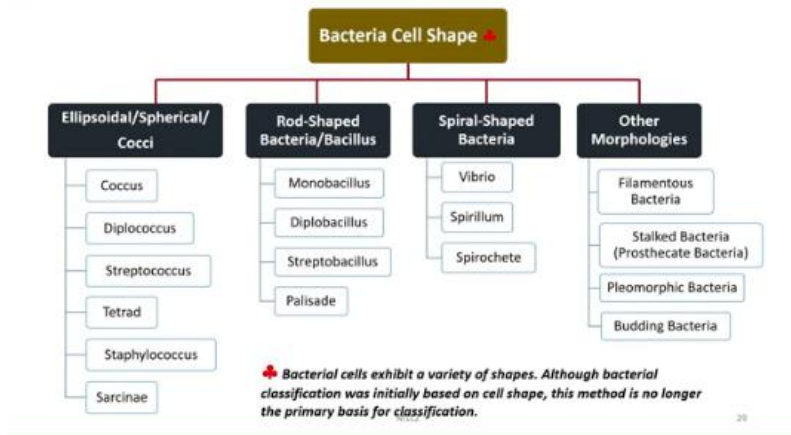 Bacteria Cell Shape ♣
Ellipsoidal/Spherical/
Cocci
Coccus
Diplococcus
Streptococcus
Tetrad
Staphylococcus
Sarcinae
Rod-Shaped
Bacteria/Bacillus
Monobacillus
Diplobacillus
Streptobacillus
Palisade
Spiral-Shaped
Bacteria
Vibrio
Spirillum
Spirochete
Other
Morphologies
Filamentous
Bacteria
Stalked Bacteria
(Prosthecate Bacteria)
Pleomorphic Bacteria
Budding Bacteria
♣ Bacterial cells exhibit a variety of shapes. Although bacterial
classification was initially based on cell shape, this method is no longer
the primary basis for classification.